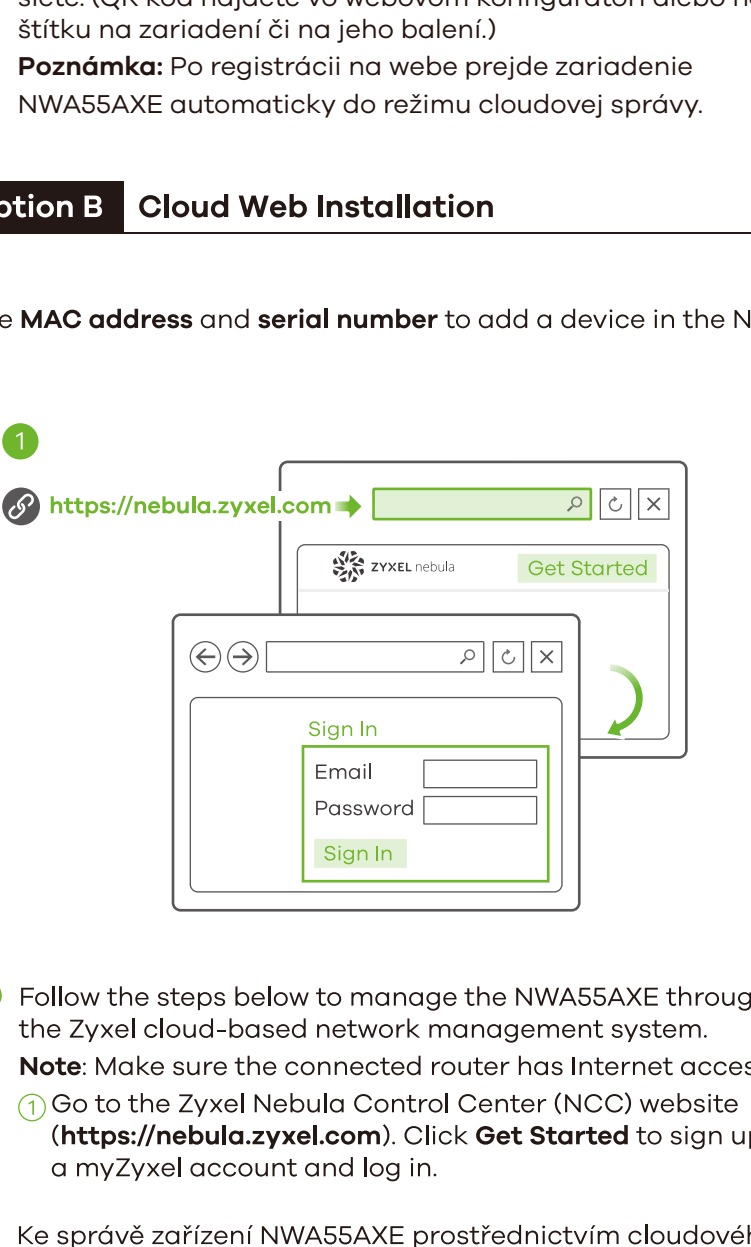 štítku na zariadení či na jeho balení.)
Poznámka: Po registrácii na webe prejde zariadenie
NWA55AXE automaticky do režimu cloudovej správy.
Option B Cloud Web Installation
MAC address and serial number to add a device in the
1
https://nebula.zyxel.com
ZYXEL nebula Get Started
Sign In
Email
Password
Sign In
Follow the steps below to manage the NWA55AXE through
the Zyxel cloud-based network management system.
Note: Make sure the connected router has Internet access
1 Go to the Zyxel Nebula Control Center (NCC) website
(https://nebula.zyxel.com). Click Get Started to sign up
a myZyxel account and log in.
Ke správě zařízení NWA55AXE prostřednictvím